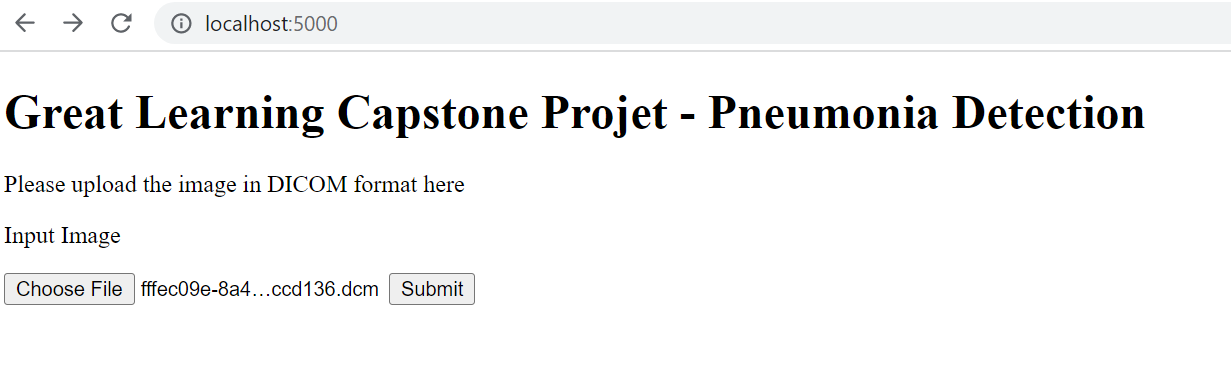 localhost:5000
Great Learning Capstone Projet - Pneumonia Detection
Please upload the image in DICOM format here
Input Image
Choose File fffec09e-8a4...ccd136.dcm Submit